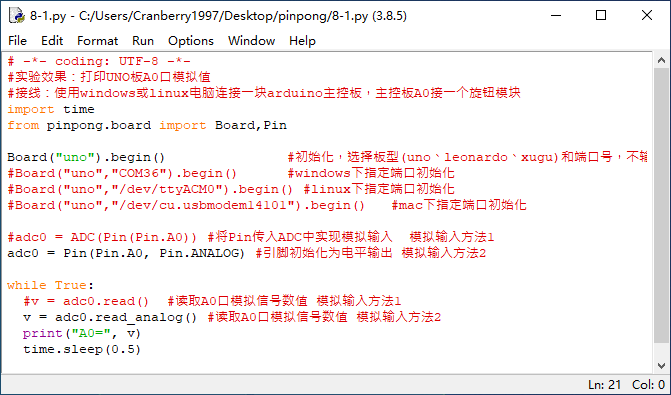 8-1.py - C:/Users/Cranberry1997/Desktop/pinpong/8-1.py (3.8.5)
File Edit Format Run Options Window Help
# -*- coding: UTF-8 -*-
#实验效果：打印UNO板A0口模拟值
#接线：使用windows或linux电脑连接一块arduino主控板，主控板A0接一个旋钮模块
import time
from pinpong.board import Board,Pin
Board("uno").begin() #初始化，选择板型(uno、leonardo、xugu)和端口号，不输
#Board("uno","COM36").begin() #windows下指定端口初始化
#Board("uno","/dev/ttyACM0").begin() #linux下指定端口初始化
#Board("uno","/dev/cu.usbmodem14101").begin() #mac下指定端口初始化
#adc0 = ADC(Pin(Pin.A0)) #将Pin传入ADC中实现模拟输入 模拟输入方法1
adc0 = Pin(Pin.A0, Pin.ANALOG) #引脚初始化为电平输出 模拟输入方法2
while True:
#v = adc0.read() #读取A0口模拟信号数值 模拟输入方法1
v = adc0.read_analog() #读取A0口模拟信号数值 模拟输入方法2
print("A0=", v)
time.sleep(0.5)
Ln: 21 Col: 0